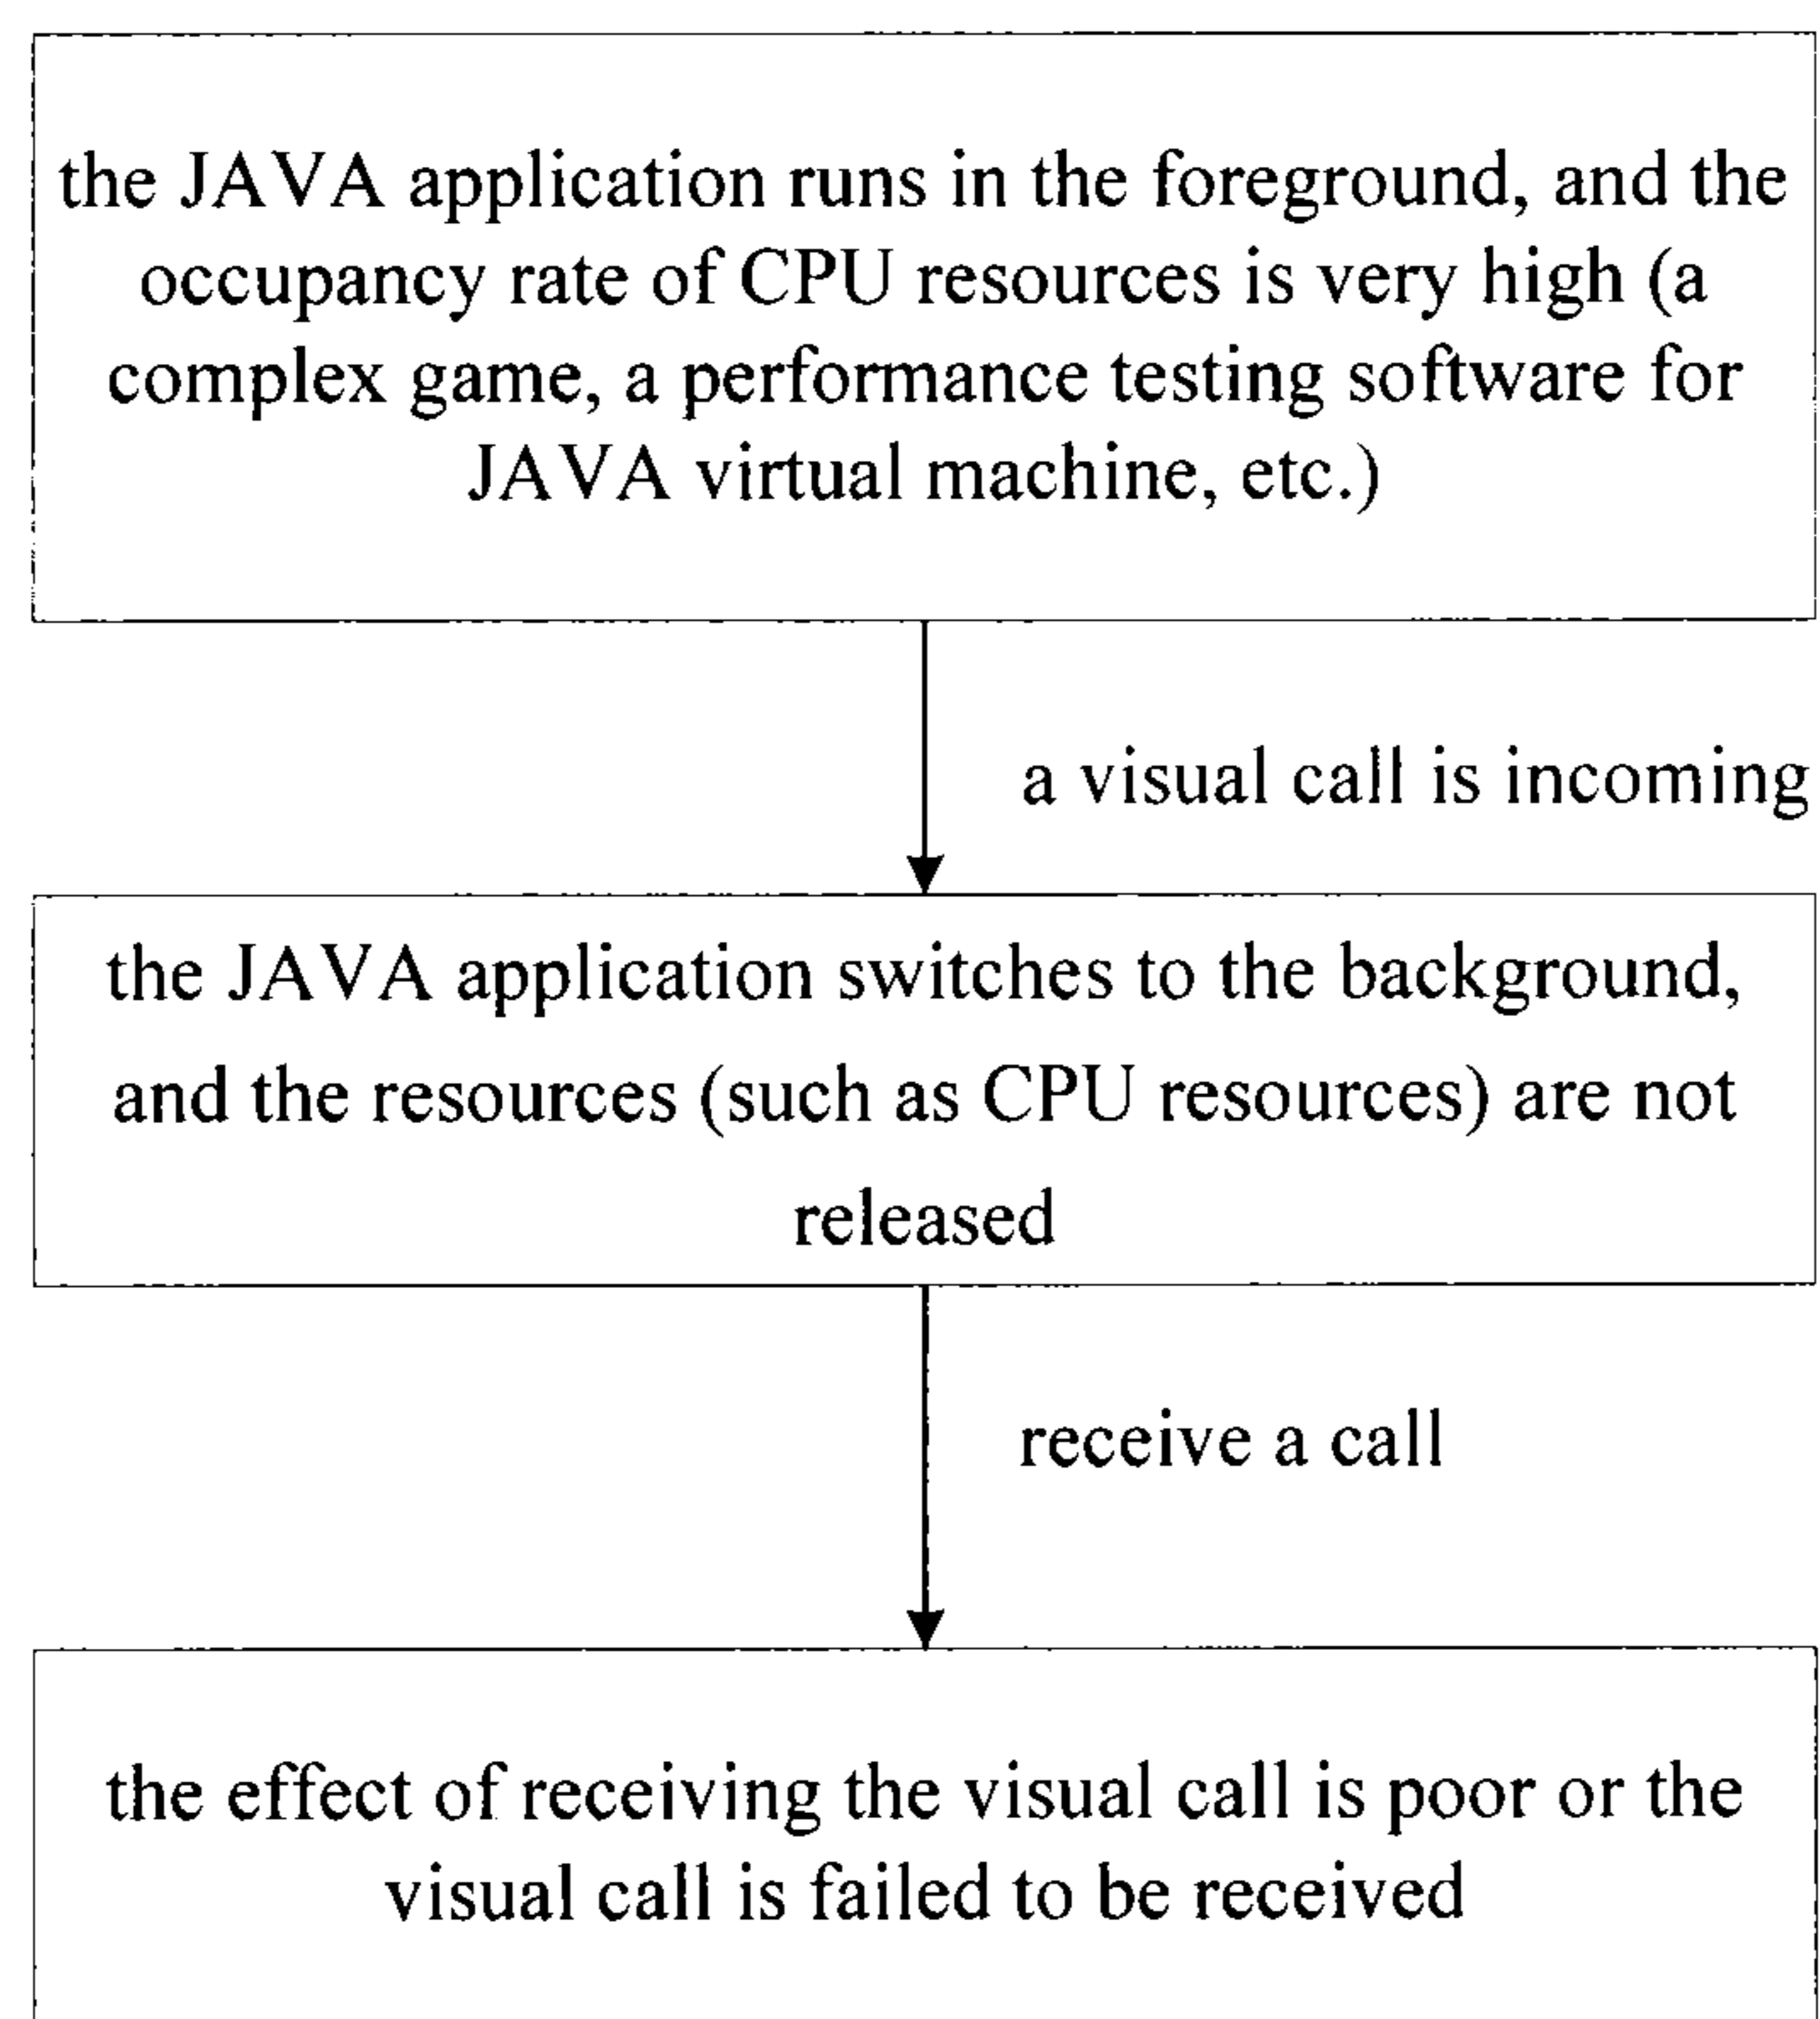 the JAVA application runs in the foreground, and the
occupancy rate of CPU resources is very high (a
complex game, a performance testing software for
JAVA virtual machine, etc.)
a visual call is incoming
the JAVA application switches to the background,
and the resources (such as CPU resources) are not
released
receive a call
the effect of receiving the visual call is poor or the
visual call is failed to be received